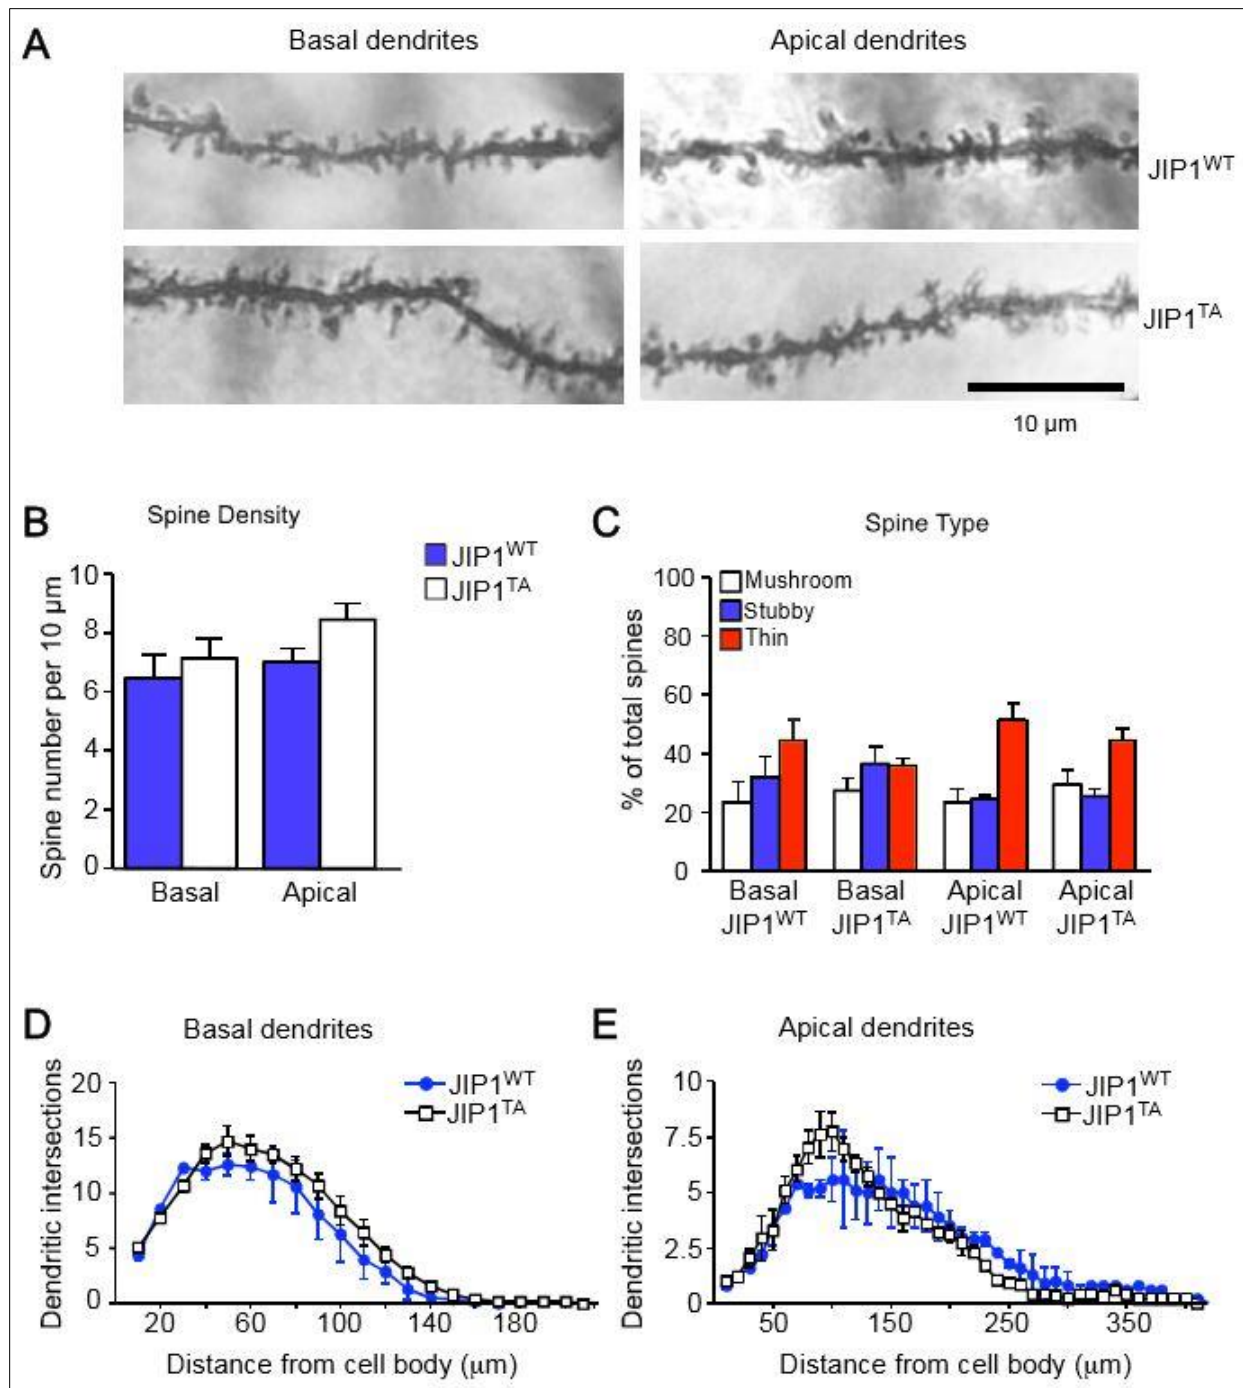 A
Basal dendrites
Apical dendrites
JIP1WT
JIP1TA
10 µm
B
Spine Density
JIP1WT
JIP1TA
Spine number per 10 µm
10
8
6
4
2
0
Basal
Apical
C
Spine Type
Mushroom
Stubby
Thin
% of total spines
100
80
60
40
20
0
Basal JIP1WT
Basal JIP1TA
Apical JIP1WT
Apical JIP1TA
D
Basal dendrites
JIP1WT
JIP1TA
Dendritic intersections
20
15
10
5
0
20 60 100 140 180
Distance from cell body (µm)
E
Apical dendrites
JIP1WT
JIP1TA
Dendritic intersections
10
7.5
5
2.5
0
50 150 250 350
Distance from cell body (µm)